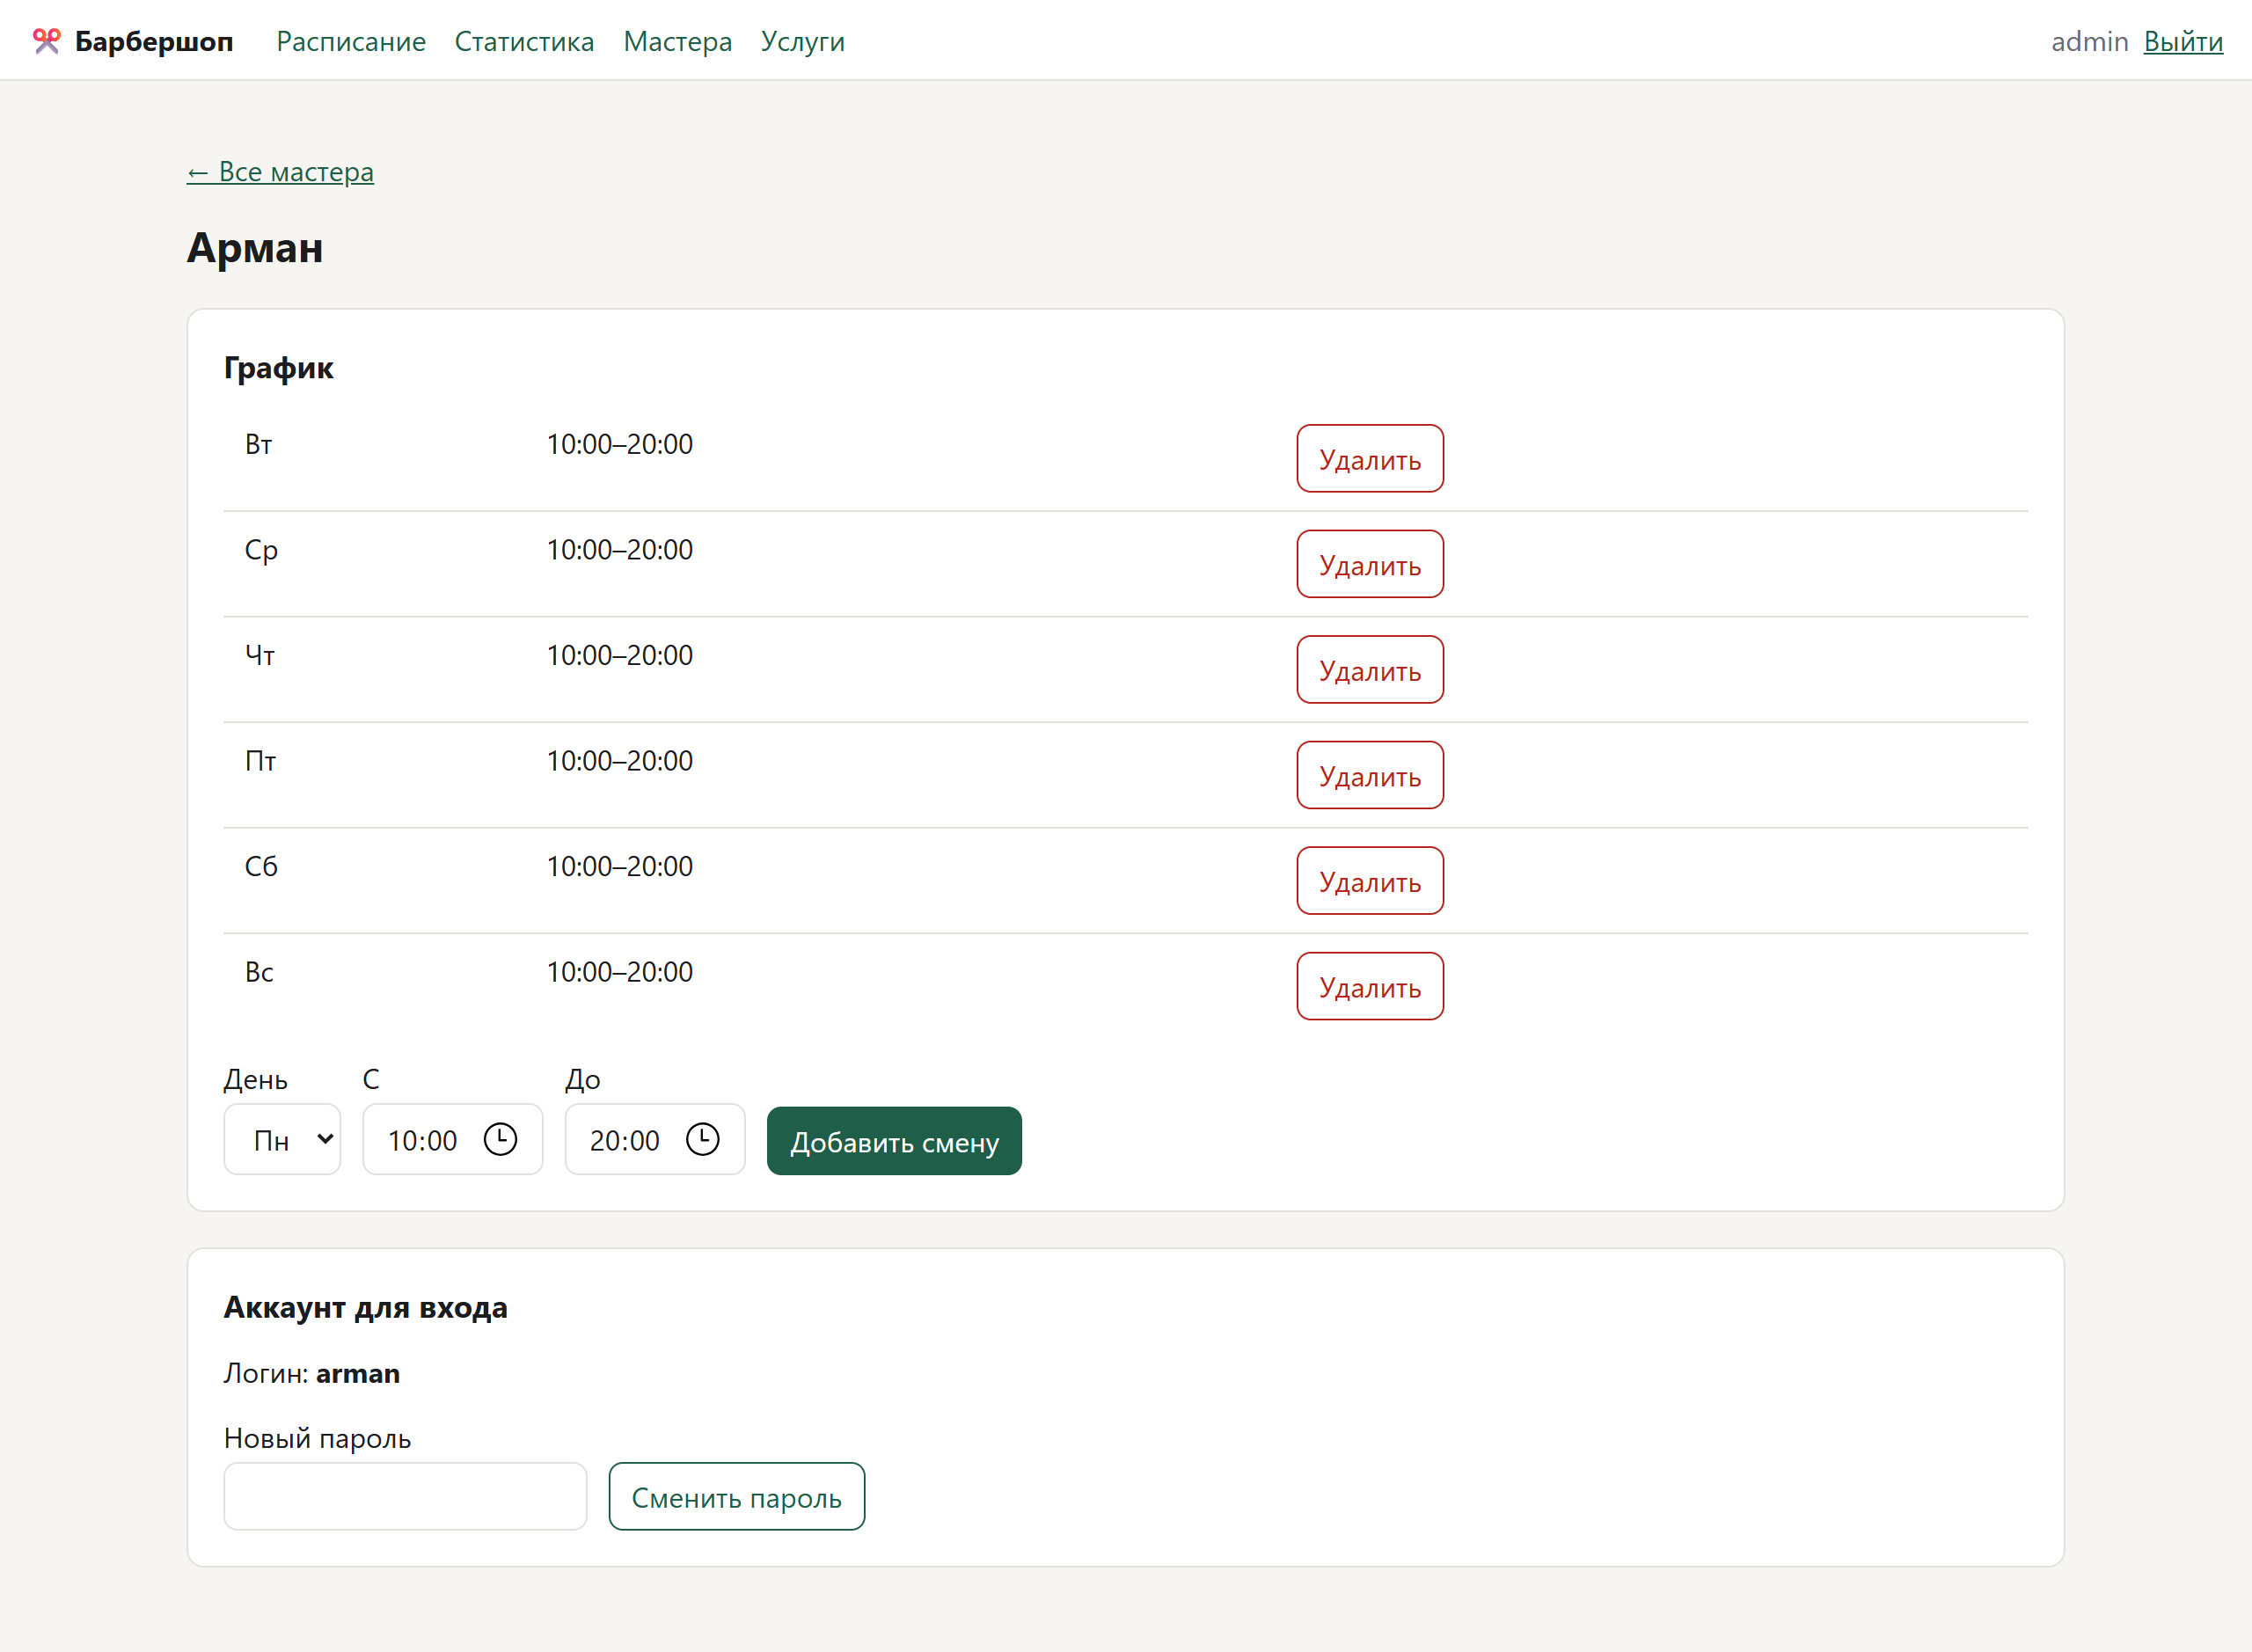 Барбершоп Расписание Статистика Мастера Услуги admin Выйти
← Все мастера
Арман
График
Вт 10:00–20:00 Удалить
Ср 10:00–20:00 Удалить
Чт 10:00–20:00 Удалить
Пт 10:00–20:00 Удалить
Сб 10:00–20:00 Удалить
Вс 10:00–20:00 Удалить
День С До
Пн 10:00 20:00 Добавить смену
Аккаунт для входа
Логин: arman
Новый пароль
Сменить пароль